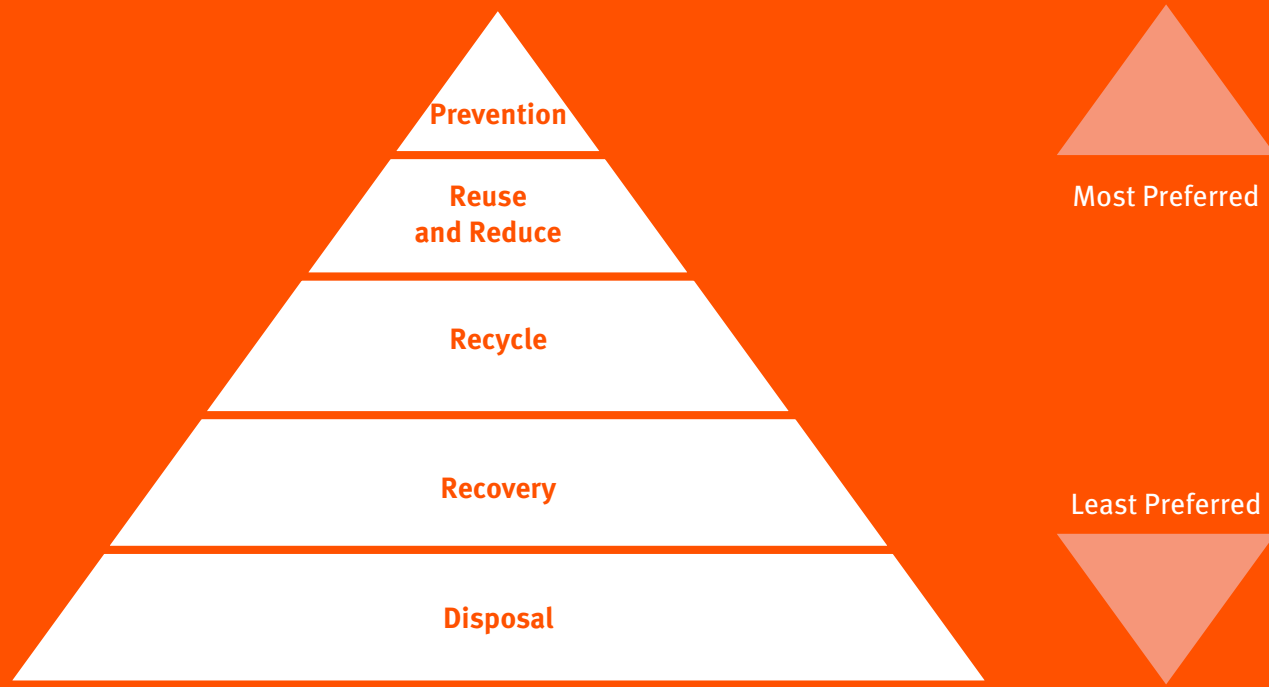 Prevention
Reuse
and Reduce
Most Preferred
Recycle
Recovery
Least Preferred
Disposal